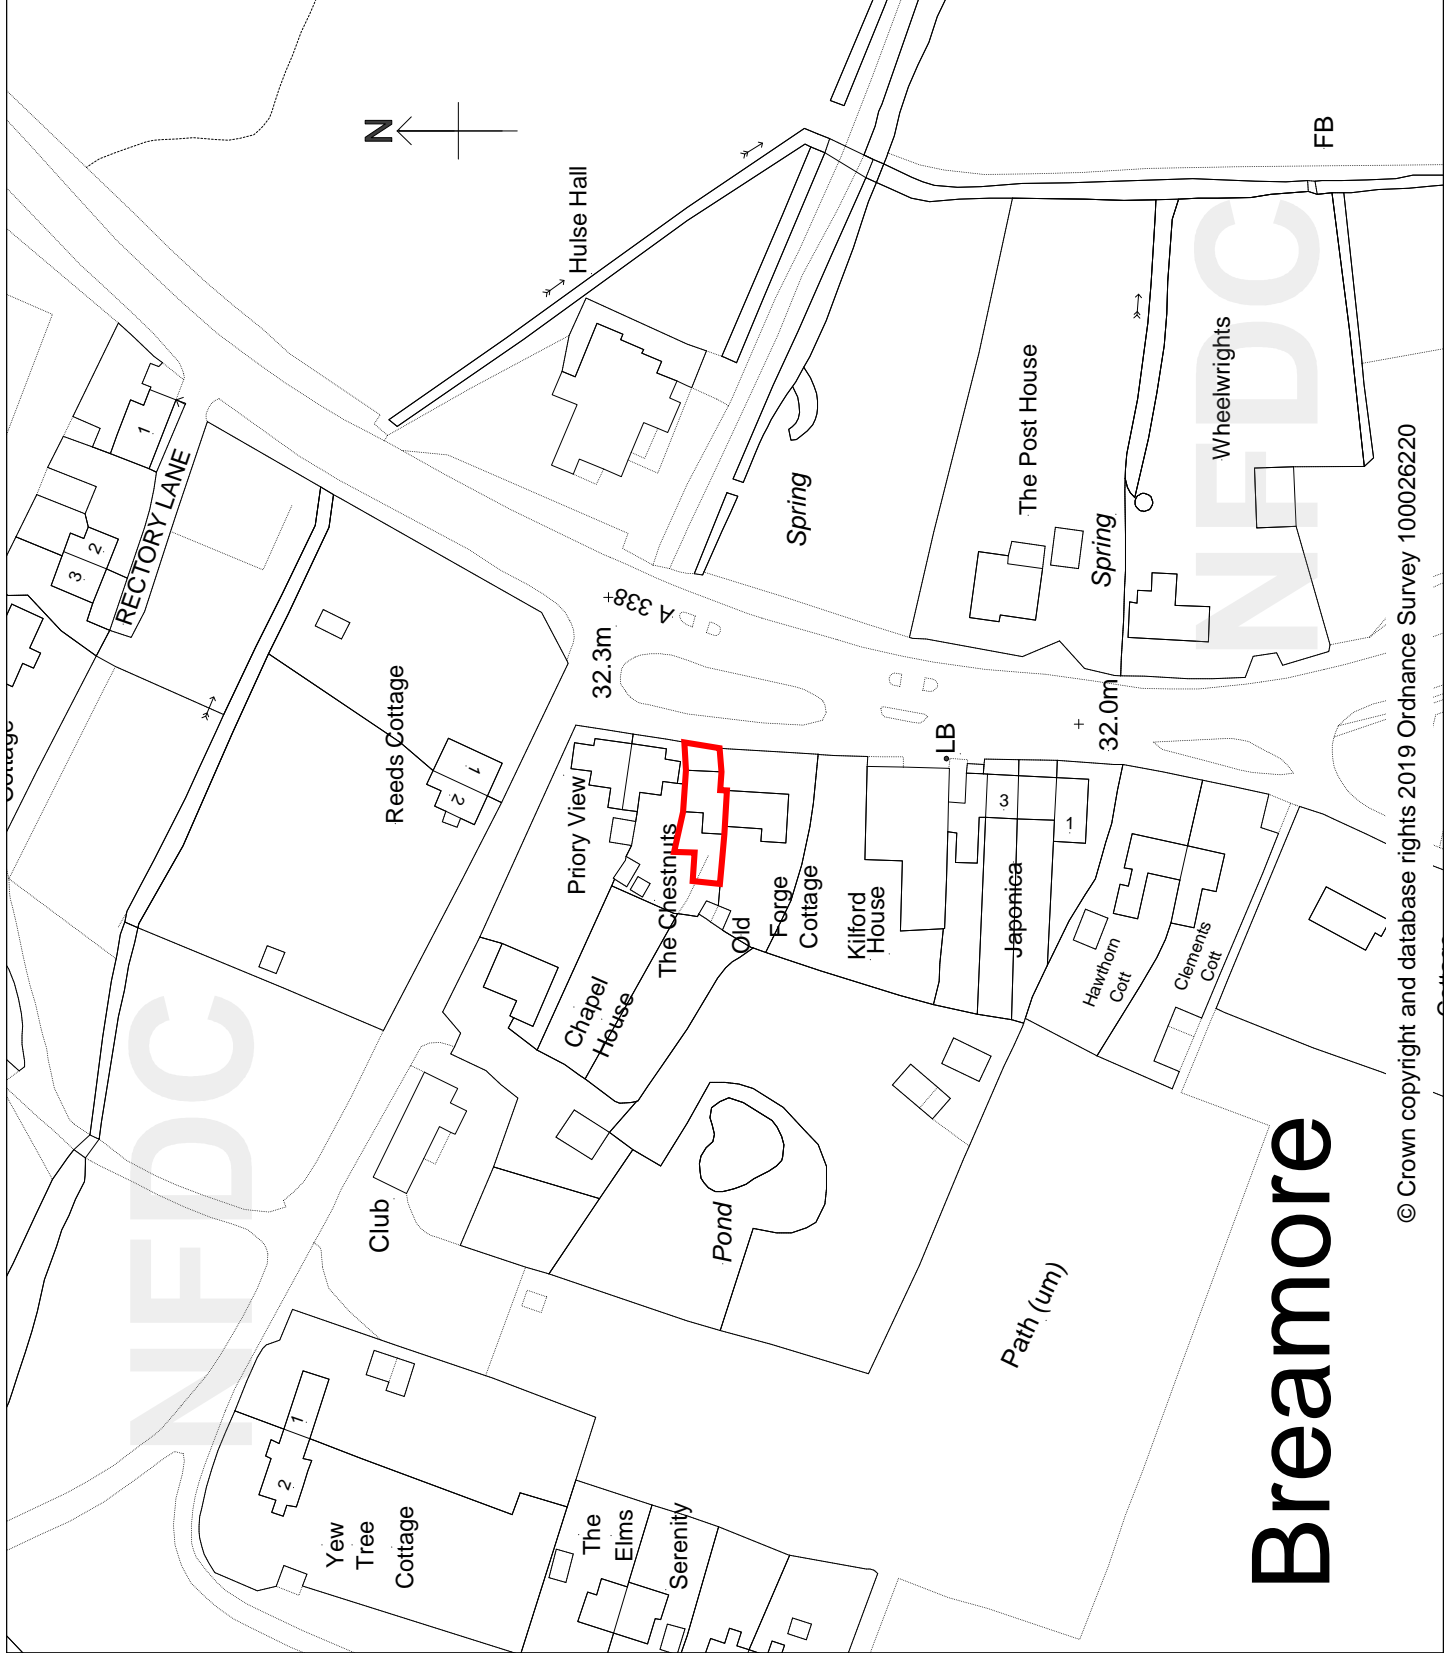 N
Hulse Hall
FB
1
2
3
RECTORY LANE
Reeds Cottage
1
2
A 338
32.3m
Spring
The Post House
Spring
Wheelwrights
NFDC
32.0m
LB
Priory View
The Chestnuts
Old
Forge
Cottage
Kilford
House
3
1
Japonica
Hawthorn
Cott
Clements
Cott
Chapel
House
Club
Pond
Path (um)
NFDC
1
2
Yew
Tree
Cottage
The
Elms
Serenity
Breamore
© Crown copyright and database rights 2019 Ordnance Survey 100026220